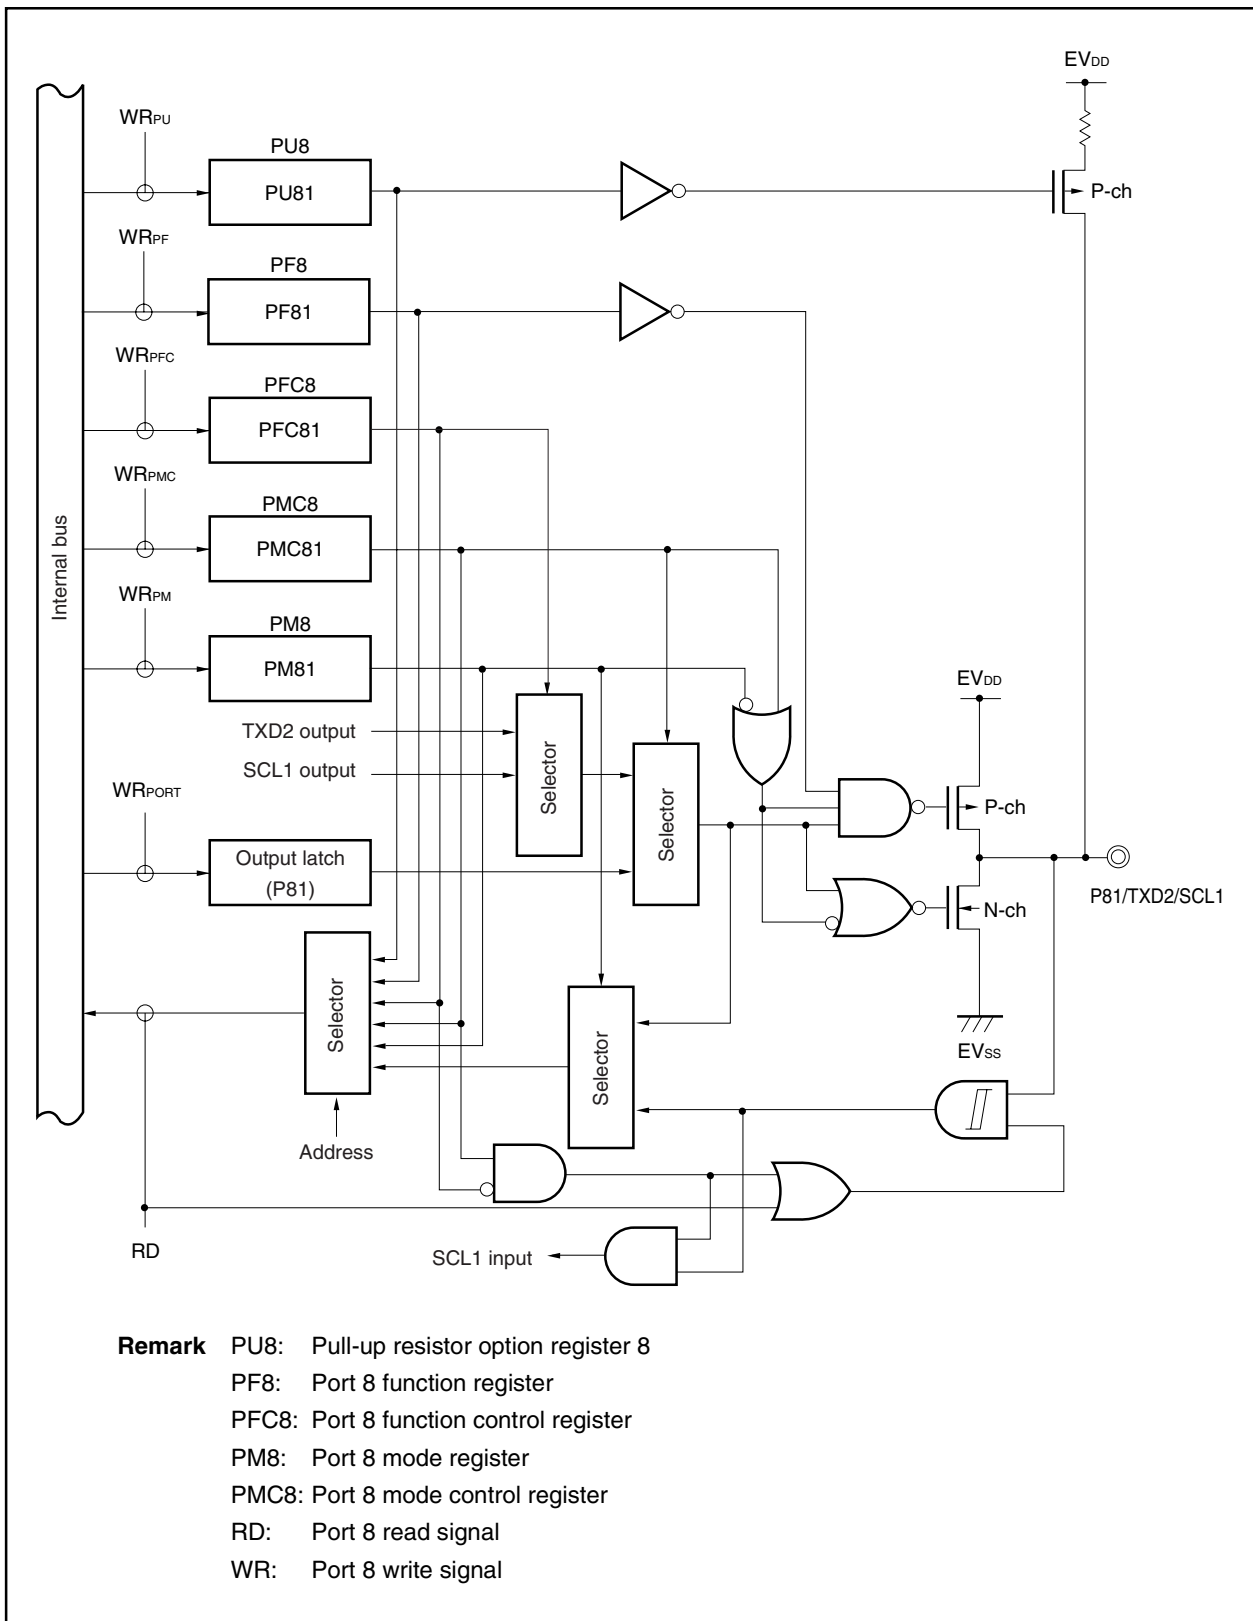 EVDD
WRPU
PU8
PU81
P-ch
WRPF
PF8
PF81
WRPFC
PFC8
PFC81
WRPMC
PMC8
PMC81
Internal bus
WRPM
PM8
PM81
EVDD
TXD2 output
SCL1 output
Selector
Selector
WRPORT
P-ch
Output latch
(P81)
P81/TXD2/SCL1
N-ch
Selector
Selector
EVSS
Address
RD
SCL1 input
Remark PU8: Pull-up resistor option register 8
PF8: Port 8 function register
PFC8: Port 8 function control register
PM8: Port 8 mode register
PMC8: Port 8 mode control register
RD: Port 8 read signal
WR: Port 8 write signal